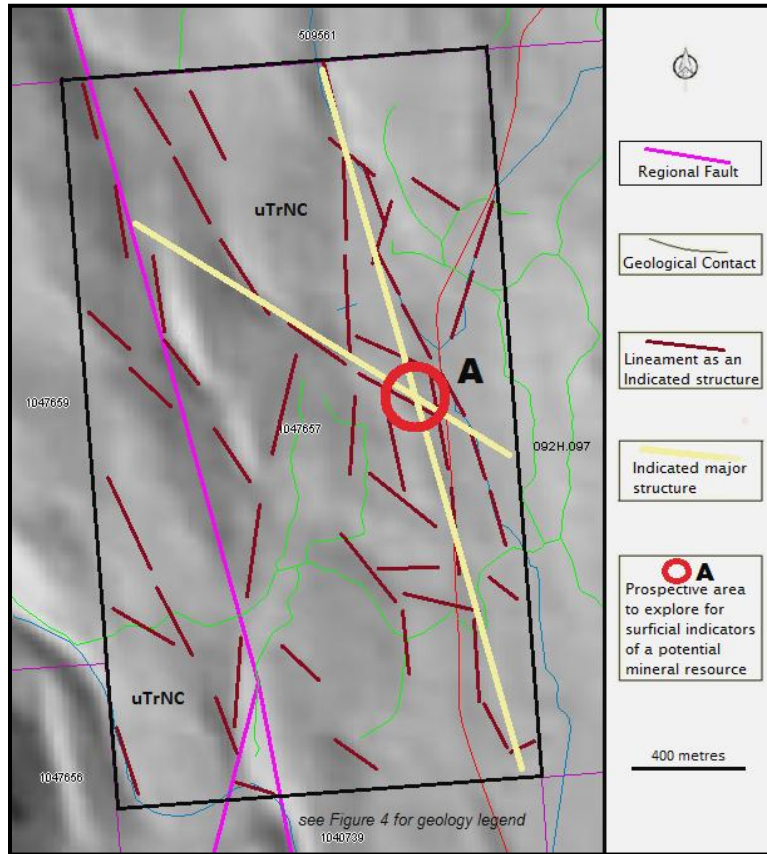 509561
uTrNC
A
1047659
1047657
092H.097
uTrNC
1047656
see Figure 4 for geology legend
1040739
Regional Fault
Geological Contact
Lineament as an
Indicated structure
Indicated major
structure
A
Prospective area
to explore for
surficial indicators
of a potential
mineral resource
400 metres